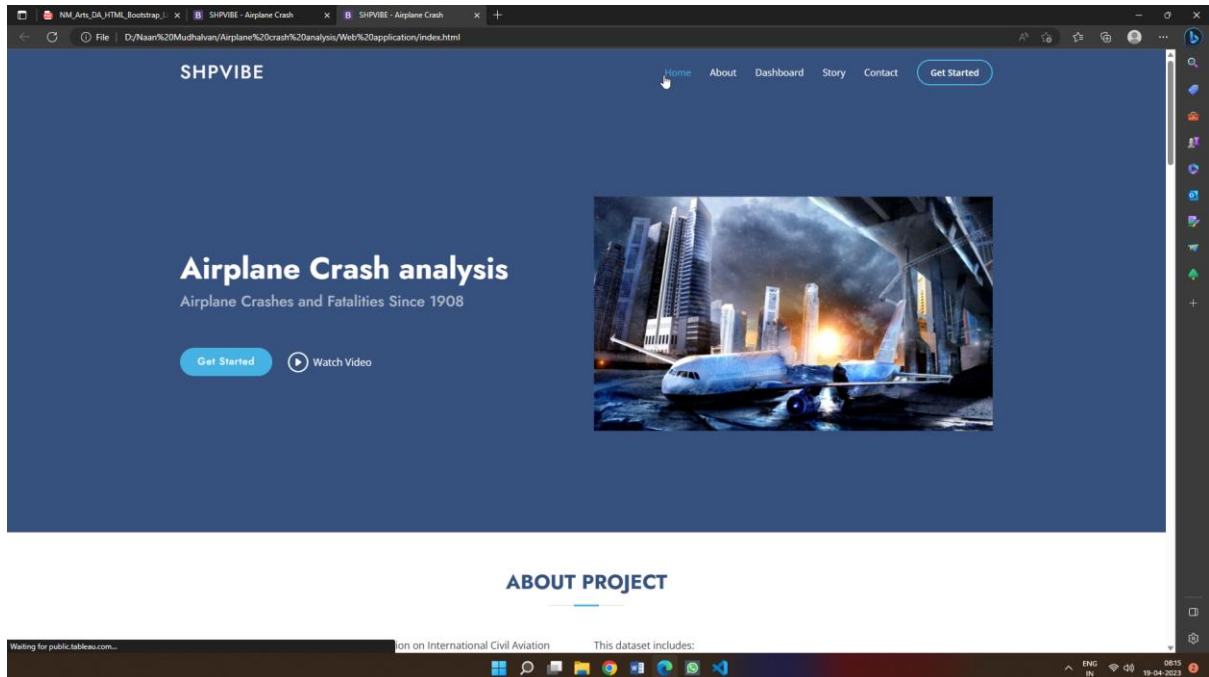 NM_Arts_DA_HTML_Bootstrap_L
SHPVIBE - Airplane Crash
SHPVIBE - Airplane Crash
File
D:/Naan%20Mudhalvan/Airplane%20crash%20analysis/Web%20application/index.html
SHPVIBE
Home About Dashboard Story Contact Get Started
Airplane Crash analysis
Airplane Crashes and Fatalities Since 1908
Get Started Watch Video
ABOUT PROJECT
ion on International Civil Aviation
This dataset includes:
Waiting for public.tableau.com...
ENG
IN
08:15
19-04-2023
2